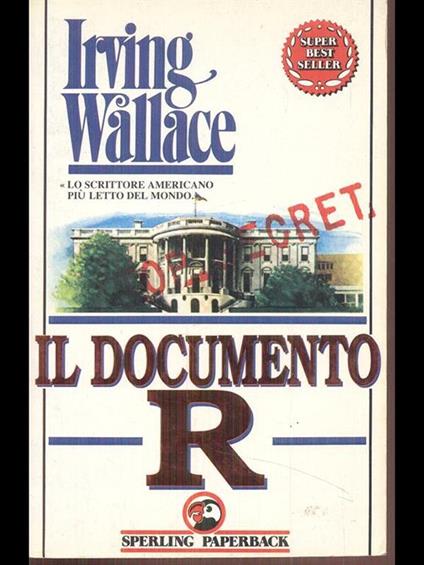 Irving
Wallace
SUPER
BEST
SELLER
« LO SCRITTORE AMERICANO
PIÙ LETTO DEL MONDO.»
IL DOCUMENTO
R
SPERLING PAPERBACK